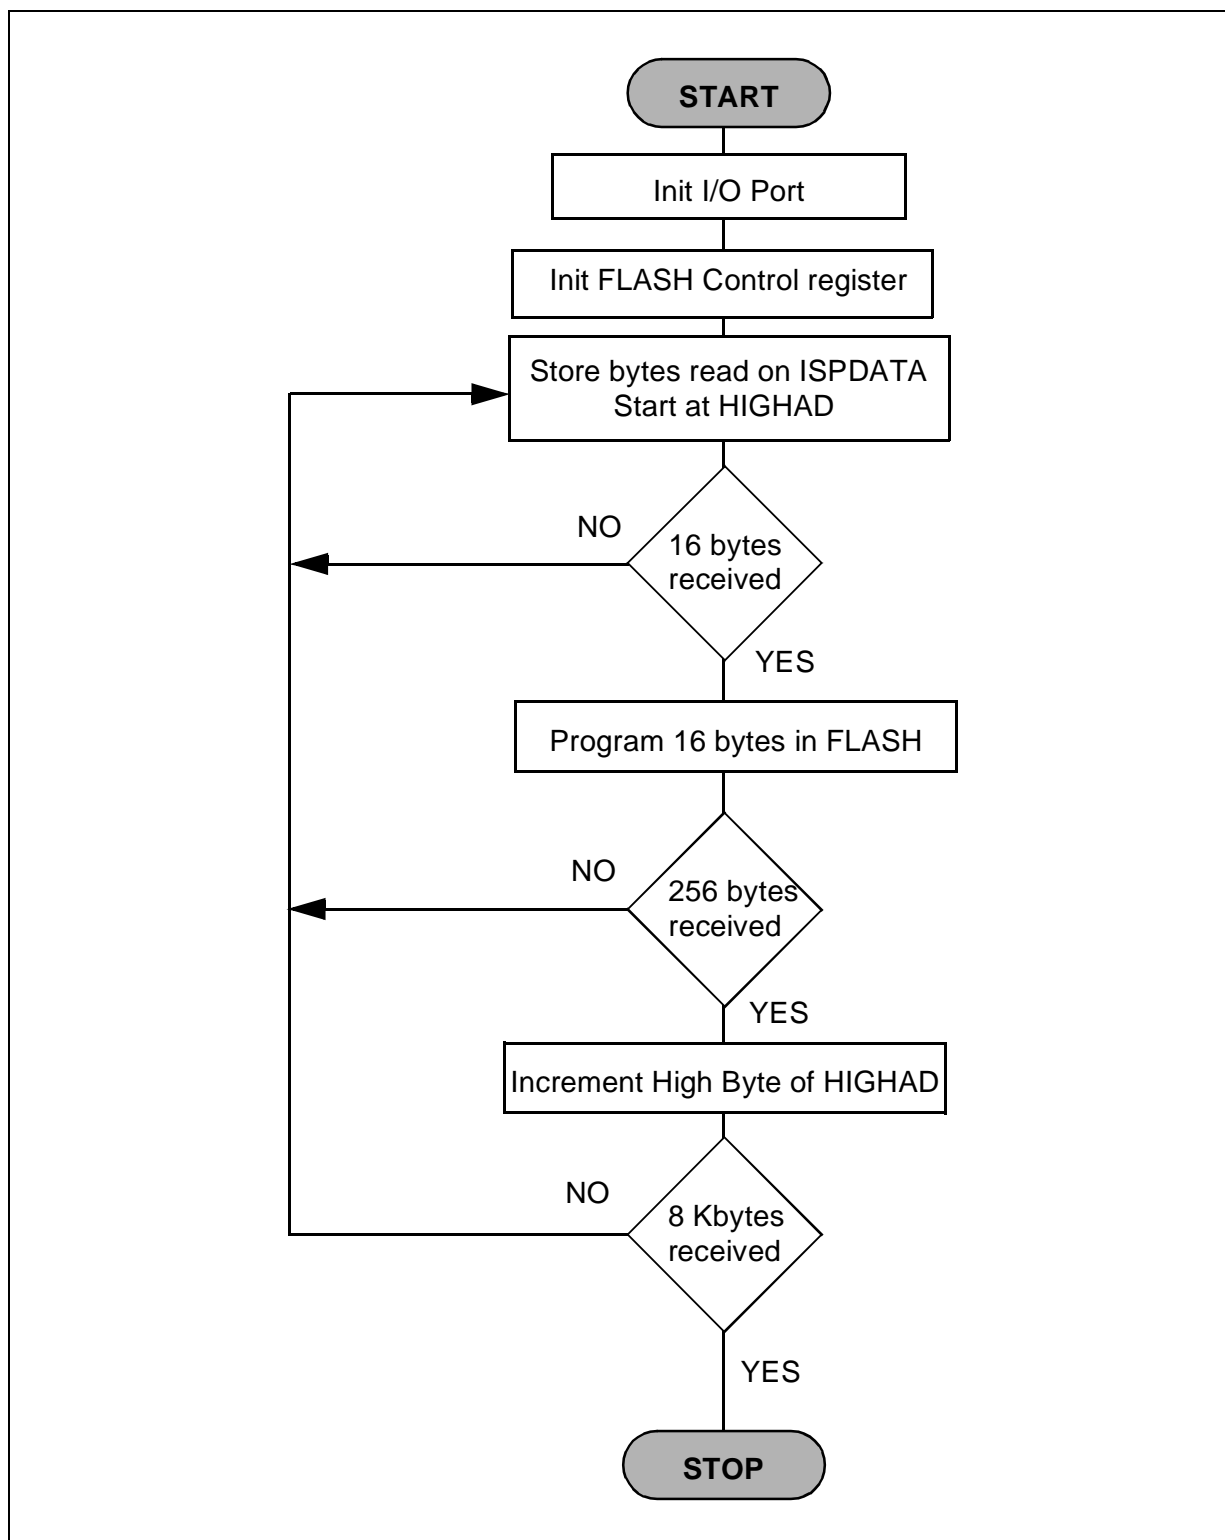 START
Init I/O Port
Init FLASH Control register
Store bytes read on ISPDATA
Start at HIGHAD
NO
16 bytes
received
YES
Program 16 bytes in FLASH
NO
256 bytes
received
YES
Increment High Byte of HIGHAD
NO
8 Kbytes
received
YES
STOP